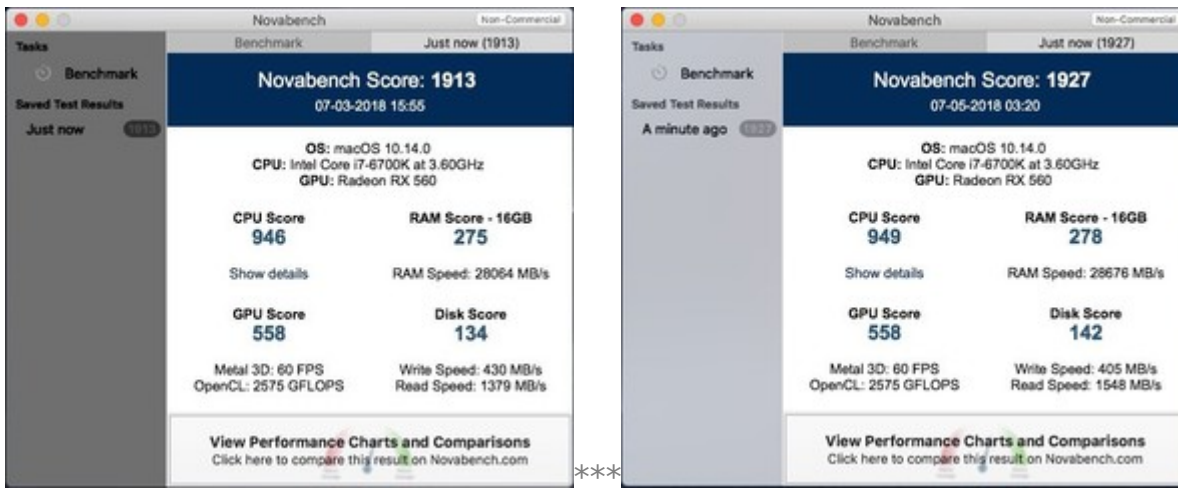 Novabench
Non-Commercial
Tasks
Benchmark
Just now (1913)
Benchmark
Novabench Score: 1913
07-03-2018 15:55
Saved Test Results
Just now
1913
OS: macOS 10.14.0
CPU: Intel Core i7-6700K at 3.60GHz
GPU: Radeon RX 560
CPU Score
RAM Score - 16GB
946
275
Show details
RAM Speed: 28064 MB/s
GPU Score
Disk Score
558
134
Metal 3D: 60 FPS
Write Speed: 430 MB/s
OpenCL: 2575 GFLOPS
Read Speed: 1379 MB/s
View Performance Charts and Comparisons
Click here to compare this result on Novabench.com
***
Novabench
Non-Commercial
Tasks
Benchmark
Just now (1927)
Benchmark
Novabench Score: 1927
07-05-2018 03:20
Saved Test Results
A minute ago
1927
OS: macOS 10.14.0
CPU: Intel Core i7-6700K at 3.60GHz
GPU: Radeon RX 560
CPU Score
RAM Score - 16GB
949
278
Show details
RAM Speed: 28676 MB/s
GPU Score
Disk Score
558
142
Metal 3D: 60 FPS
Write Speed: 405 MB/s
OpenCL: 2575 GFLOPS
Read Speed: 1548 MB/s
View Performance Charts and Comparisons
Click here to compare this result on Novabench.com